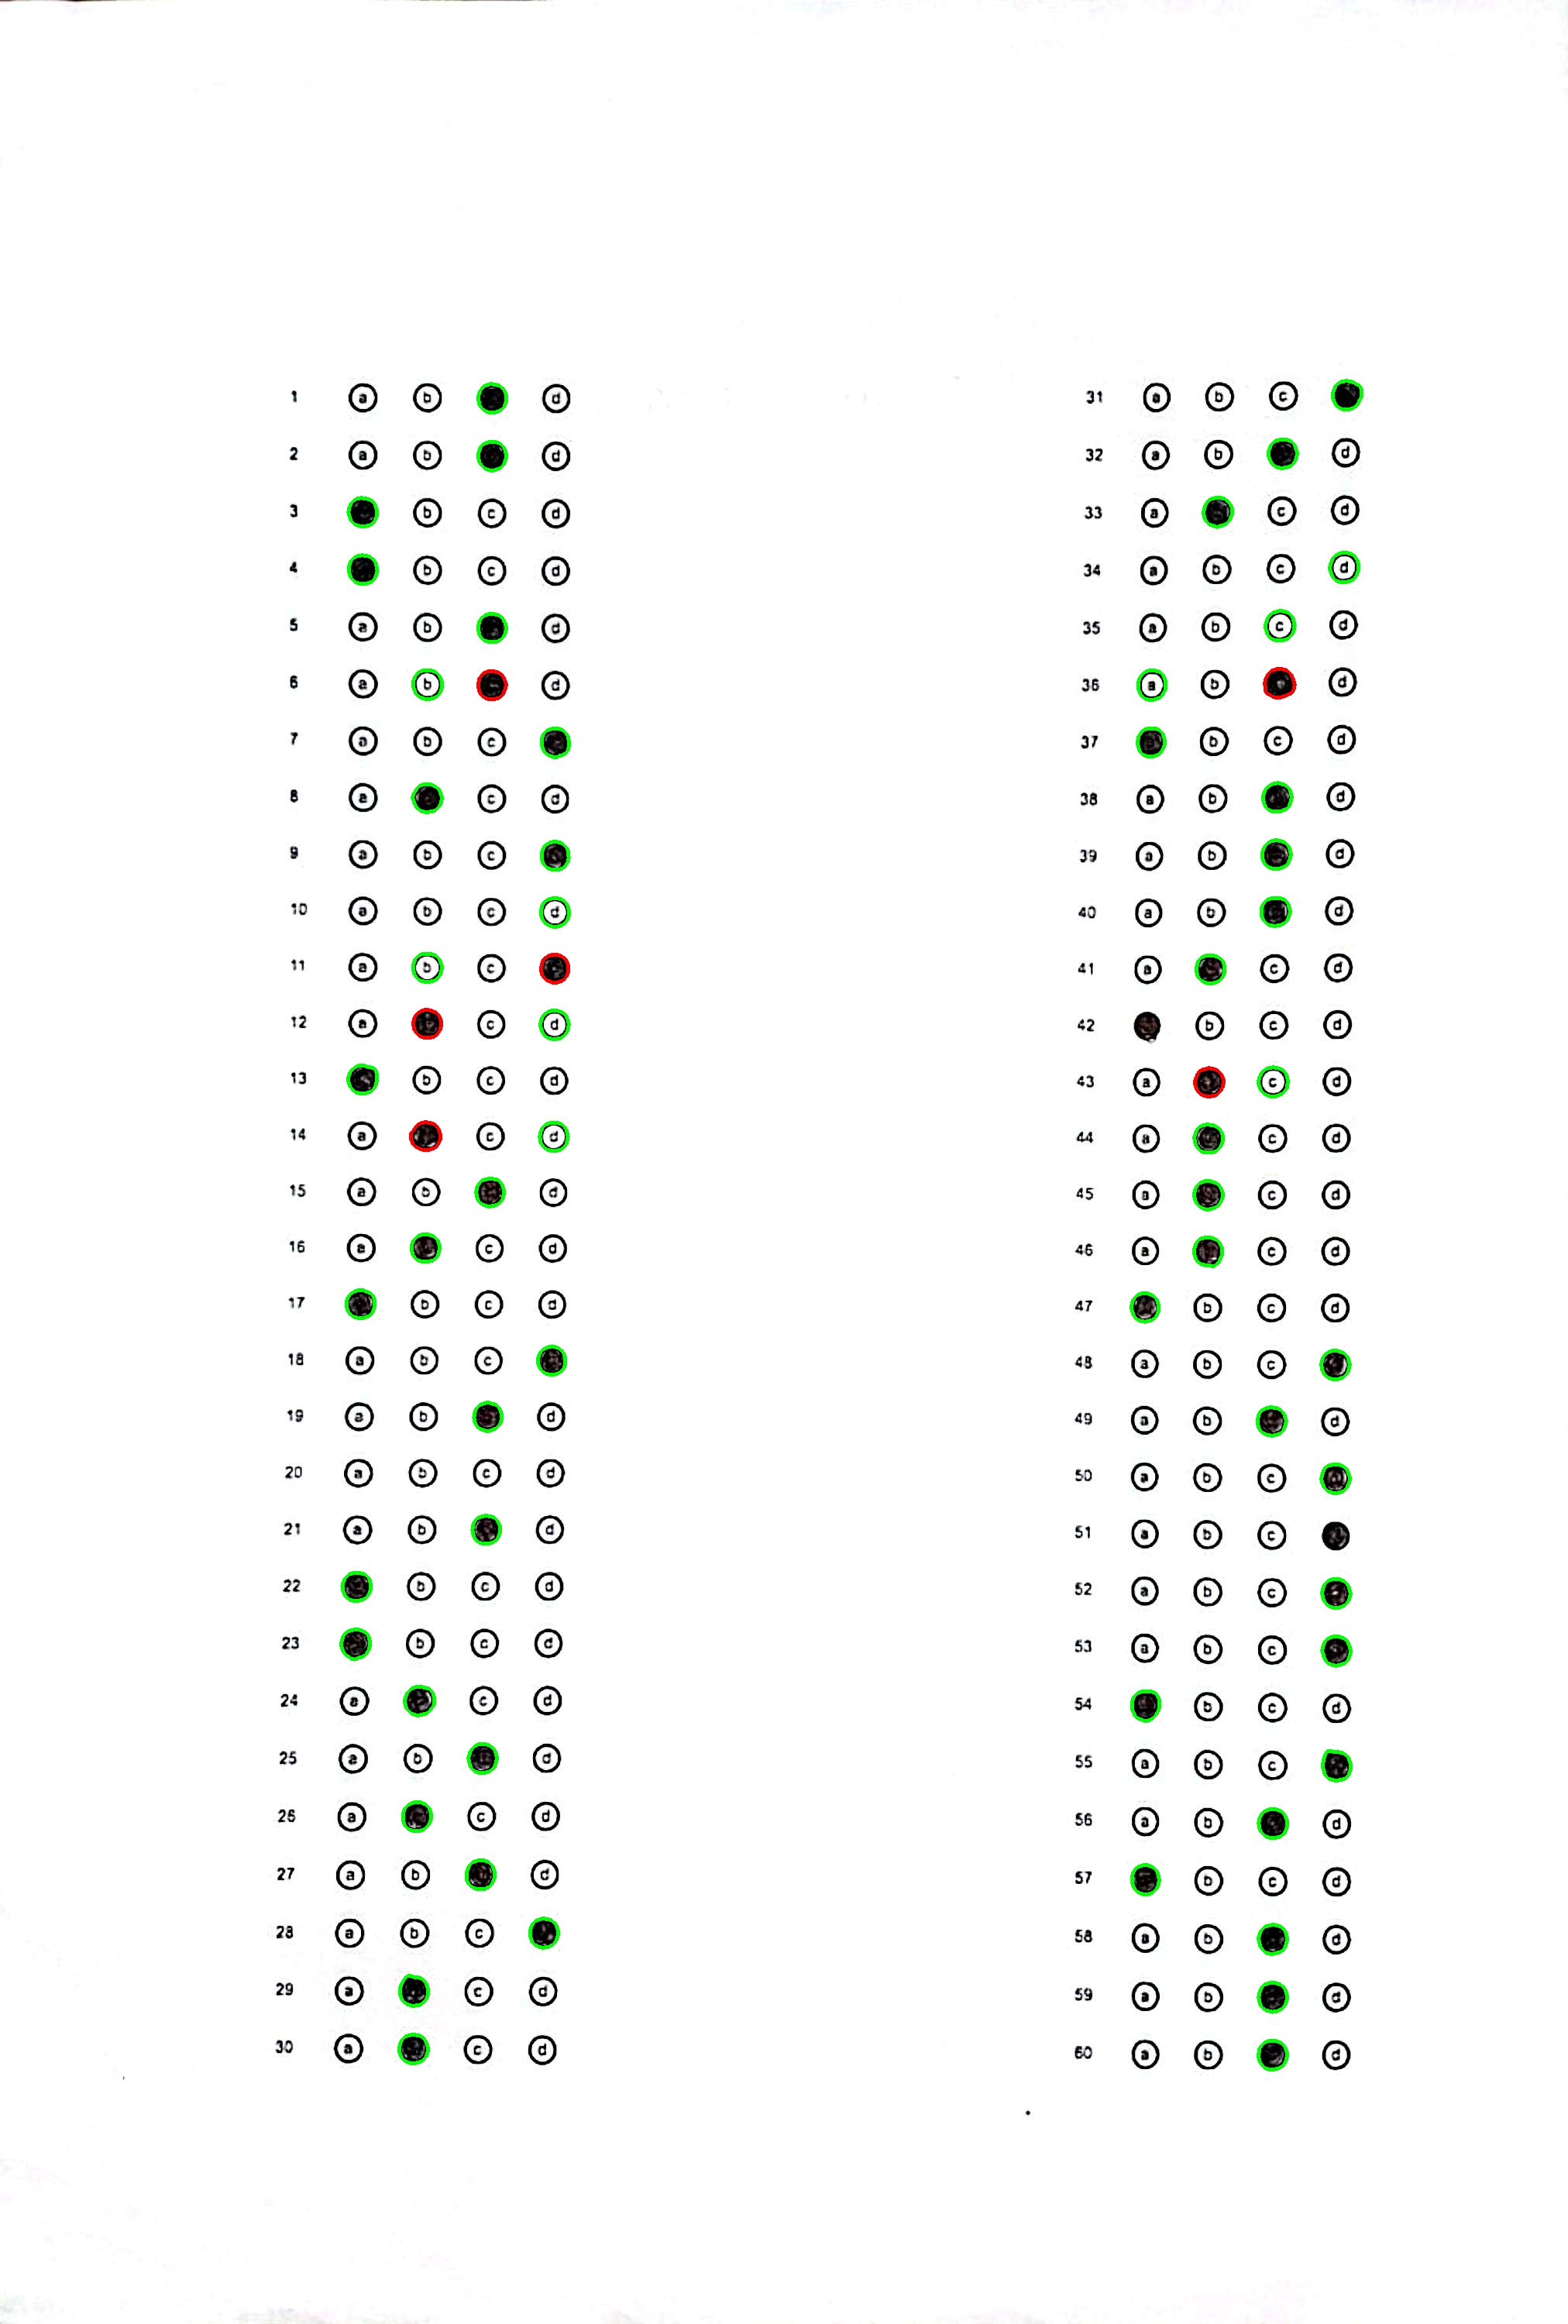 1 a b d
2 a b d
3 b c d
4 b c d
5 a b d
6 a b d
7 a b c
8 a c d
9 a b c
10 a b c d
11 a b c
12 a c d
13 b c d
14 a c d
15 a b d
16 a c d
17 b c d
18 a b c
19 a b d
20 a b c d
21 a b d
22 b c d
23 b c d
24 a c d
25 a b d
26 a c d
27 a b d
28 a b c
29 a c d
30 a c d
31 a b c
32 a b d
33 a c d
34 a b c d
35 a b c d
36 a b d
37 b c d
38 a b d
39 a b d
40 a b d
41 a c d
42 b c d
43 a c d
44 a c d
45 a c d
46 a c d
47 b c d
48 a b c
49 a b d
50 a b c
51 a b c
52 a b c
53 a b c
54 b c d
55 a b c
56 a b d
57 b c d
58 a b d
59 a b d
60 a b d